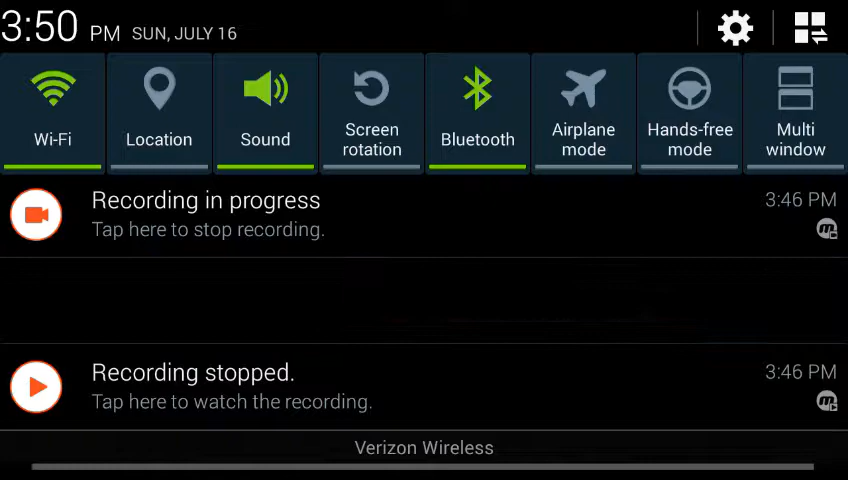 3:50 PM SUN, JULY 16
Wi-Fi
Location
Sound
Screen
rotation
Bluetooth
Airplane
mode
Hands-free
mode
Multi
window
Recording in progress
3:46 PM
Tap here to stop recording.
Recording stopped.
3:46 PM
Tap here to watch the recording.
Verizon Wireless